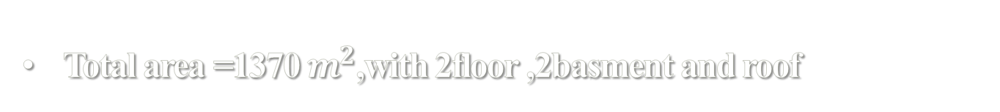 • Total area =1370 m²,with 2floor ,2basment and roof